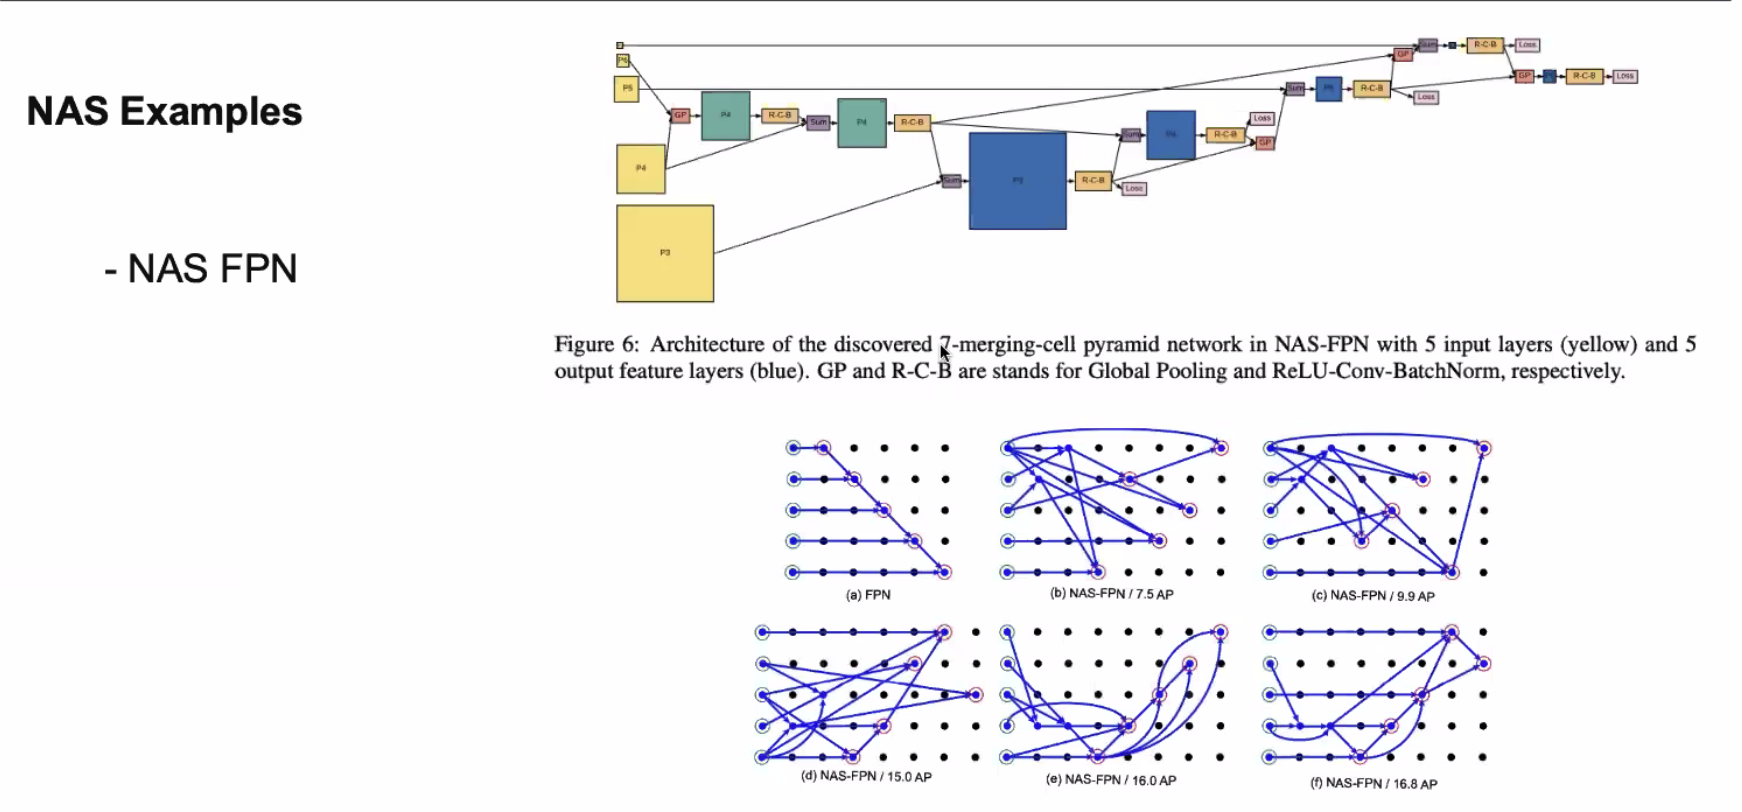 NAS Examples
- NAS FPN
P6
P5
P4
P3
GP
P4
R-C-B
Sum
P4
R-C-B
Sum
P3
R-C-B
Loss
Sum
R-C-B
Loss
GP
Sum
P5
R-C-B
Loss
GP
Sum
R-C-B
Loss
GP
R-C-B
Loss
Figure 6: Architecture of the discovered 7-merging-cell pyramid network in NAS-FPN with 5 input layers (yellow) and 5
output feature layers (blue). GP and R-C-B are stands for Global Pooling and ReLU-Conv-BatchNorm, respectively.
(a) FPN
(b) NAS-FPN / 7.5 AP
(c) NAS-FPN / 9.9 AP
(d) NAS-FPN / 15.0 AP
(e) NAS-FPN / 16.0 AP
(f) NAS-FPN / 16.8 AP